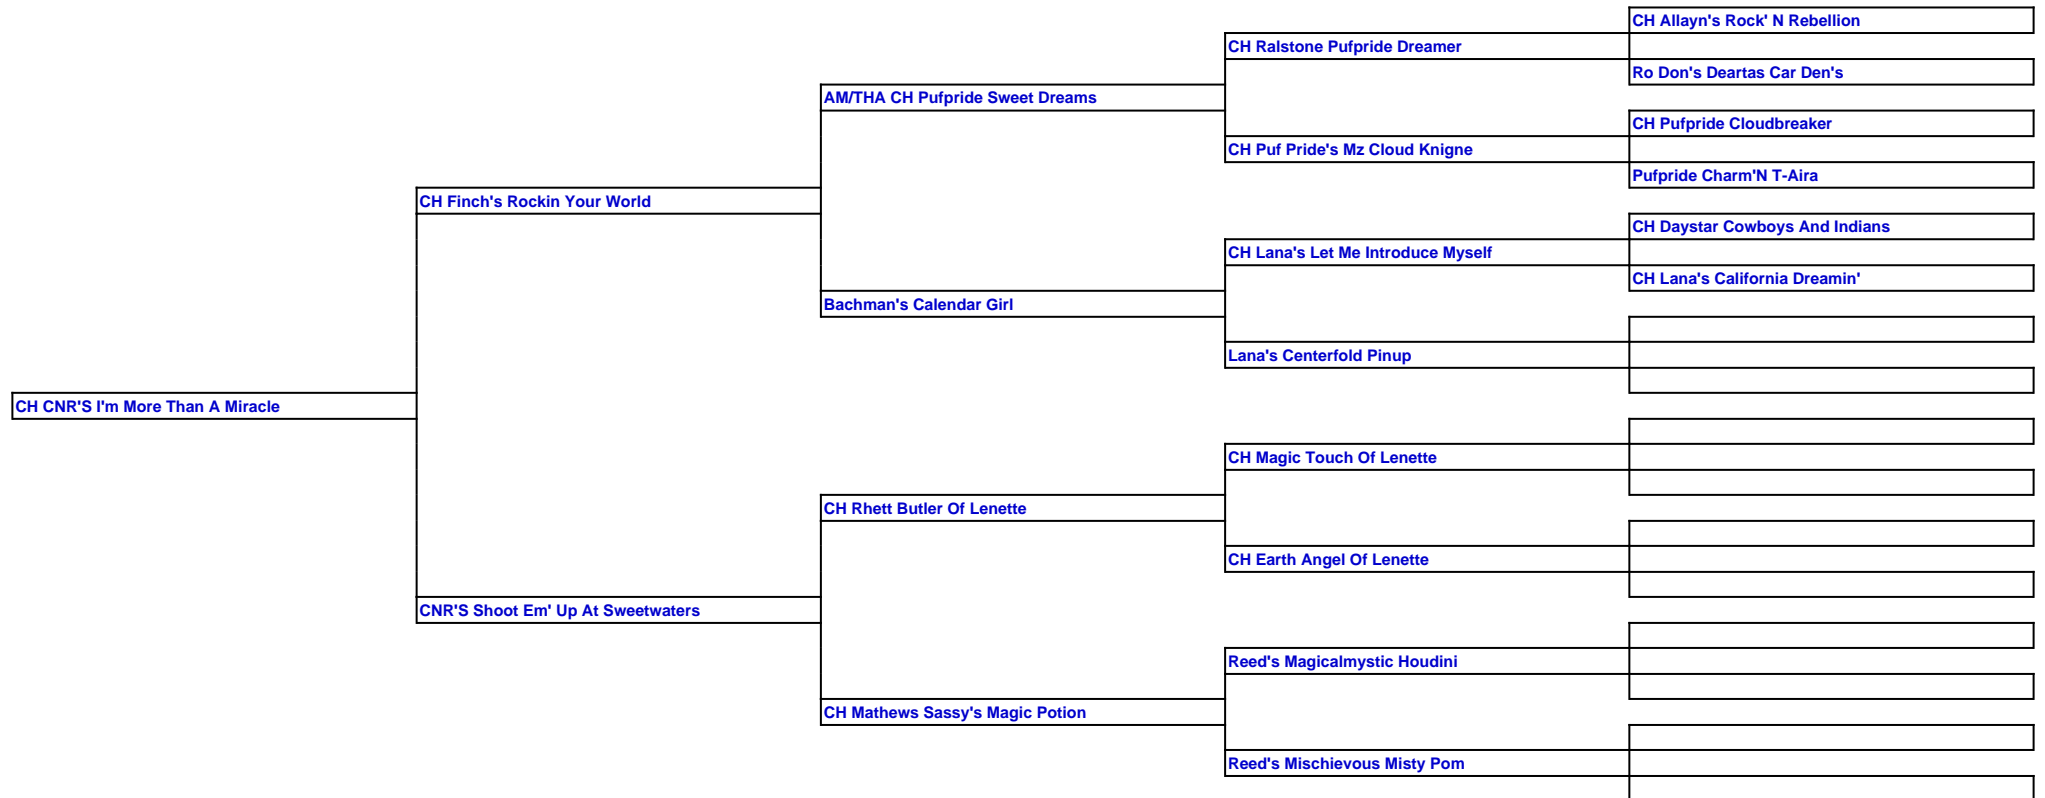 CH Allayn's Rock' N Rebellion
CH Ralstone Pufpride Dreamer
Ro Don's Deartas Car Den's
AM/THA CH Pufpride Sweet Dreams
CH Pufpride Cloudbreaker
CH Puf Pride's Mz Cloud Knigne
Pufpride Charm'N T-Aira
CH Finch's Rockin Your World
CH Daystar Cowboys And Indians
CH Lana's Let Me Introduce Myself
CH Lana's California Dreamin'
Bachman's Calendar Girl
Lana's Centerfold Pinup
CH CNR'S I'm More Than A Miracle
CH Magic Touch Of Lenette
CH Rhett Butler Of Lenette
CH Earth Angel Of Lenette
CNR'S Shoot Em' Up At Sweetwaters
Reed's Magicalmystic Houdini
CH Mathews Sassy's Magic Potion
Reed's Mischievous Misty Pom